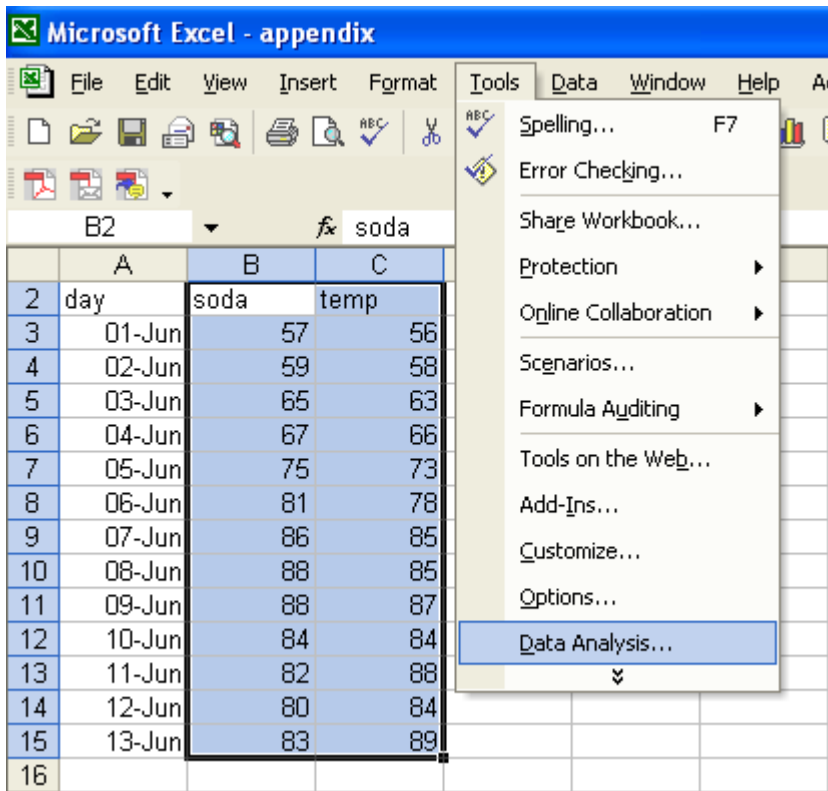 Microsoft Excel - appendix
File Edit View Insert Format Tools Data Window Help
ABC
ABC Spelling... F7
Error Checking...
Share Workbook...
Protection
Online Collaboration
Scenarios...
Formula Auditing
Tools on the Web...
Add-Ins...
Customize...
Options...
Data Analysis...
B2 fx soda
A B C
2 day soda temp
3 01-Jun 57 56
4 02-Jun 59 58
5 03-Jun 65 63
6 04-Jun 67 66
7 05-Jun 75 73
8 06-Jun 81 78
9 07-Jun 86 85
10 08-Jun 88 85
11 09-Jun 88 87
12 10-Jun 84 84
13 11-Jun 82 88
14 12-Jun 80 84
15 13-Jun 83 89
16